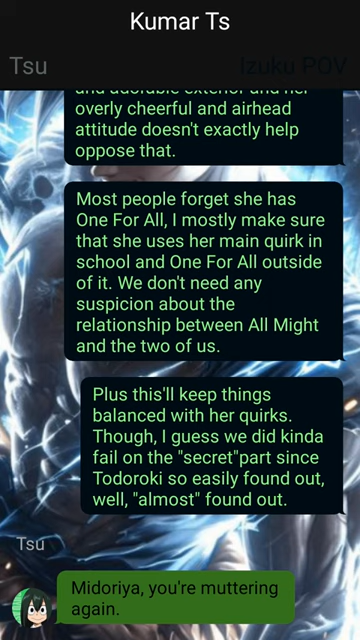 Kumar Ts
Tsu Izuku POV
and adorable exterior and her
overly cheerful and airhead
attitude doesn't exactly help
oppose that.
Most people forget she has
One For All, I mostly make sure
that she uses her main quirk in
school and One For All outside
of it. We don't need any
suspicion about the
relationship between All Might
and the two of us.
Plus this'll keep things
balanced with her quirks.
Though, I guess we did kinda
fail on the "secret"part since
Todoroki so easily found out,
well, "almost" found out.
Tsu
Midoriya, you're muttering
again.